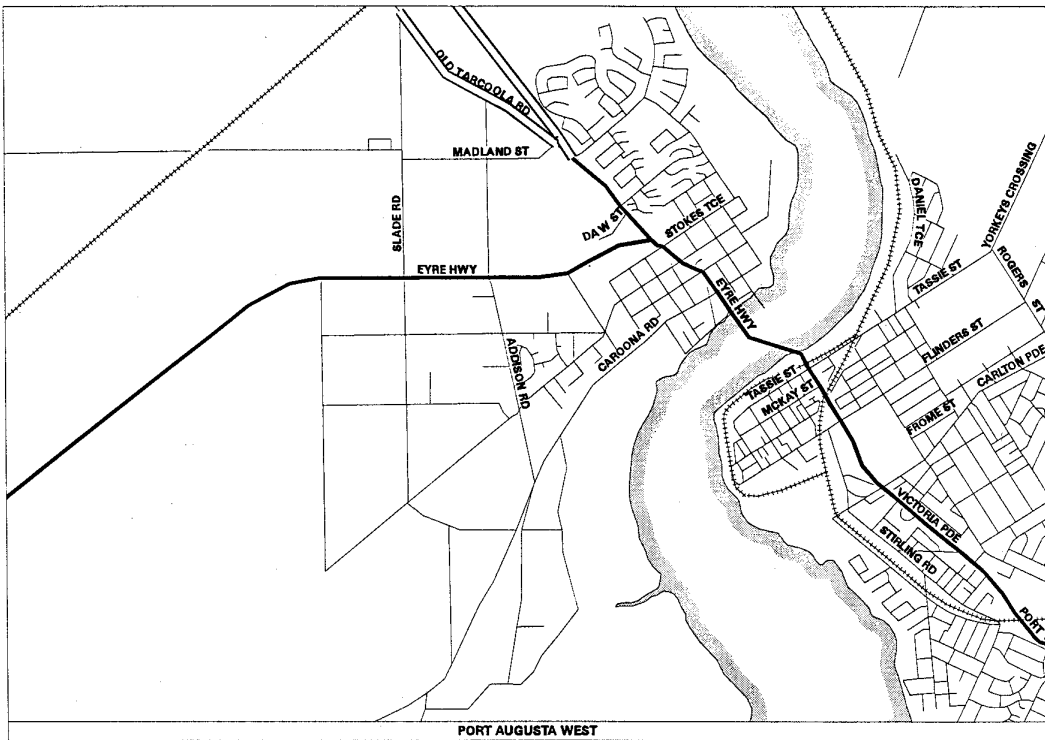 OLD TARCOOLA RD
MADLAND ST
SLADE RD
DAW ST
STOKES TCE
DANIEL TCE
YORKEYS CROSSING
TASSIE ST
ROGERS ST
EYRE HWY
EYRE HWY
FLINDERS ST
CAROONA RD
ADDISON RD
CARLTON PDE
TASSIE ST
MCKAY ST
FROME ST
VICTORIA PDE
STIRLING RD
PORT
PORT AUGUSTA WEST